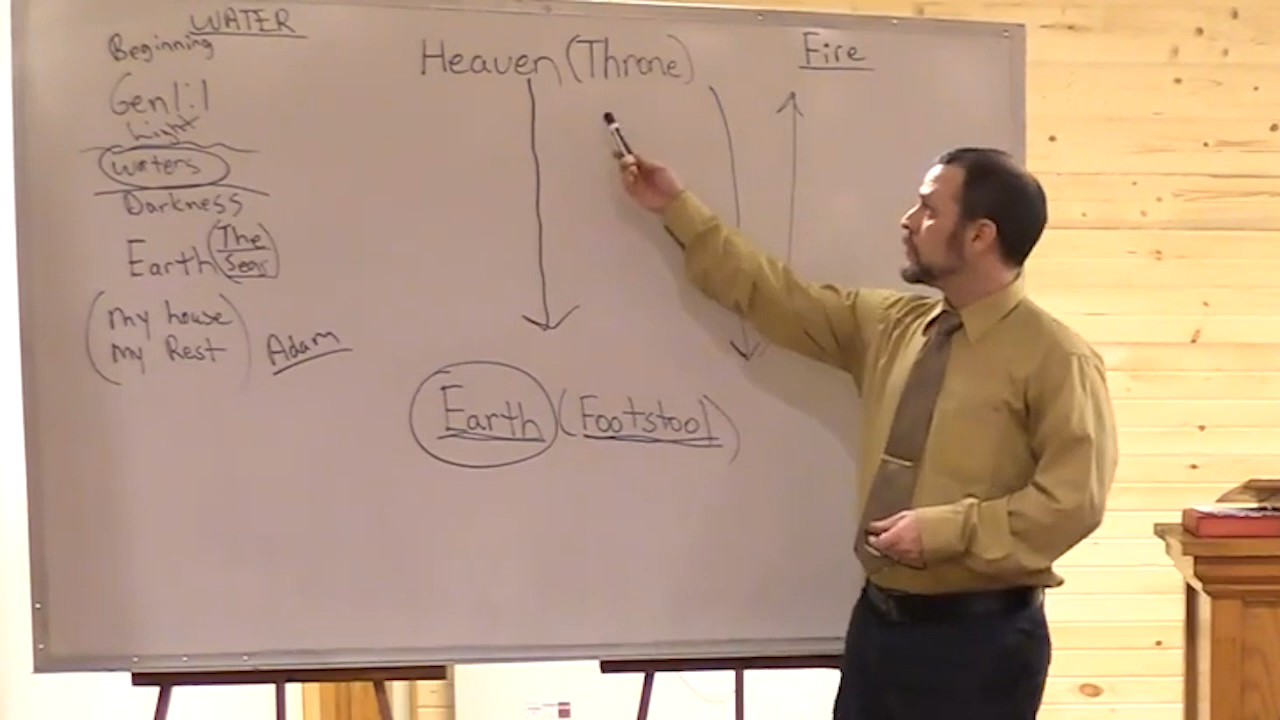 WATER
Beginning
Gen 1:1
Light
Waters
Darkness
Earth (The Seas)
(my house
my Rest) Adam
Heaven (Throne)
Earth (Footstool)
Fire